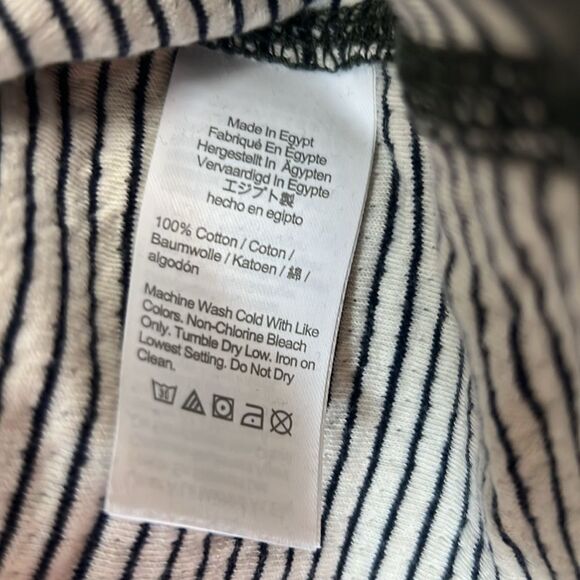 Made In Egypt
Fabriqué En Égypte
Hergestellt In Ägypten
Vervaardigd In Egypte
エジプト製
hecho en egipto
100% Cotton / Coton /
Baumwolle / Katoen / 綿 /
algodón
Machine Wash Cold With Like
Colors. Non-Chlorine Bleach
Only. Tumble Dry Low. Iron on
Lowest Setting. Do Not Dry
Clean.